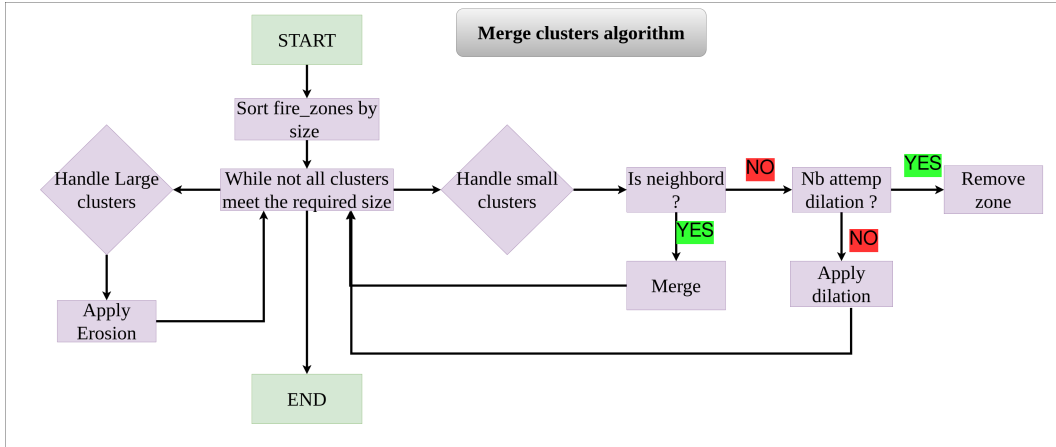 Merge clusters algorithm
START
Sort fire_zones by
size
Handle Large
clusters
While not all clusters
meet the required size
Handle small
clusters
Is neighbord
?
NO
Nb attemp
dilation ?
YES
Remove
zone
YES
NO
Apply
Erosion
Merge
Apply
dilation
END